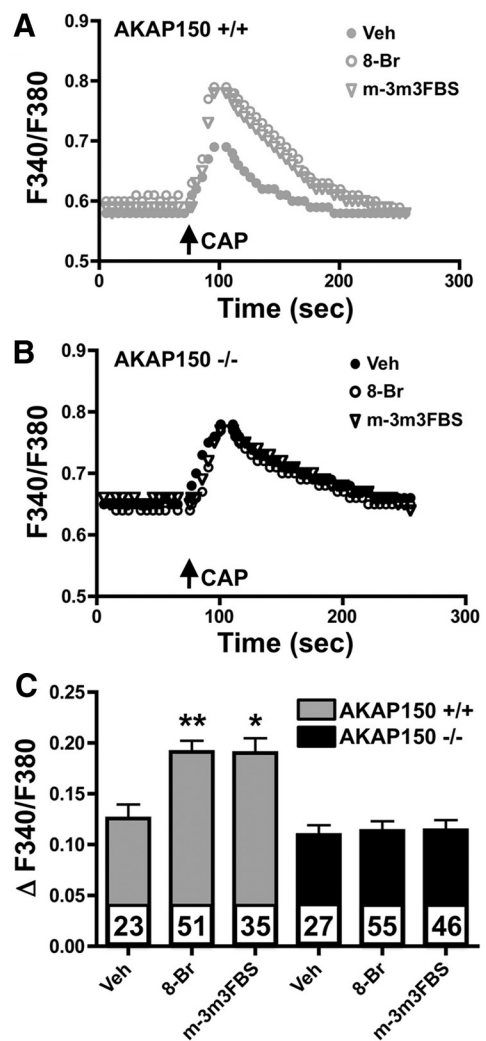 A
AKAP150 +/+
Veh
8-Br
m-3m3FBS
F340/F380
0.9
0.8
0.7
0.6
0.5
CAP
0 100 200 300
Time (sec)
B
AKAP150 -/-
Veh
8-Br
m-3m3FBS
F340/F380
0.9
0.8
0.7
0.6
0.5
CAP
0 100 200 300
Time (sec)
C
AKAP150 +/+
AKAP150 -/-
Δ F340/F380
0.25
0.20
0.15
0.10
0.05
0.00
** *
23 51 35 27 55 46
Veh 8-Br m-3m3FBS Veh 8-Br m-3m3FBS